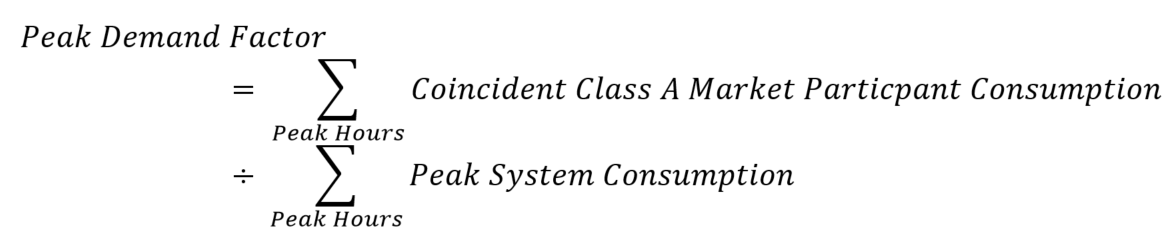 Peak Demand Factor
= ∑ Coincident Class A Market Particpant Consumption
Peak Hours
÷ ∑ Peak System Consumption
Peak Hours